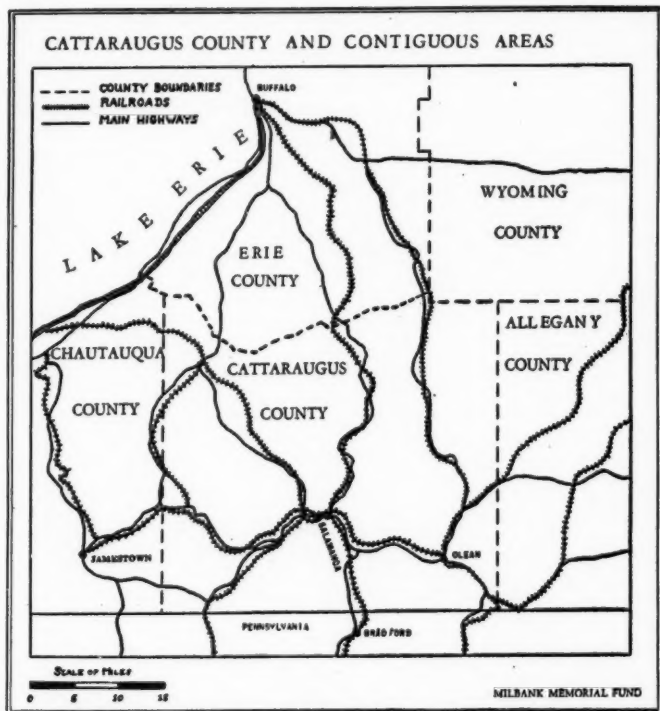 CATTARAUGUS COUNTY AND CONTIGUOUS AREAS
COUNTY BOUNDARIES
RAILROADS
MAIN HIGHWAYS
BUFFALO
LAKE ERIE
WYOMING
COUNTY
ERIE
COUNTY
ALLEGANY
COUNTY
CHAUTAUQUA
COUNTY
CATTARAUGUS
COUNTY
SALAMANCA
JAMESTOWN
OLEAN
PENNSYLVANIA
BRADFORD
SCALE OF MILES
0 5 10 15
MILBANK MEMORIAL FUND